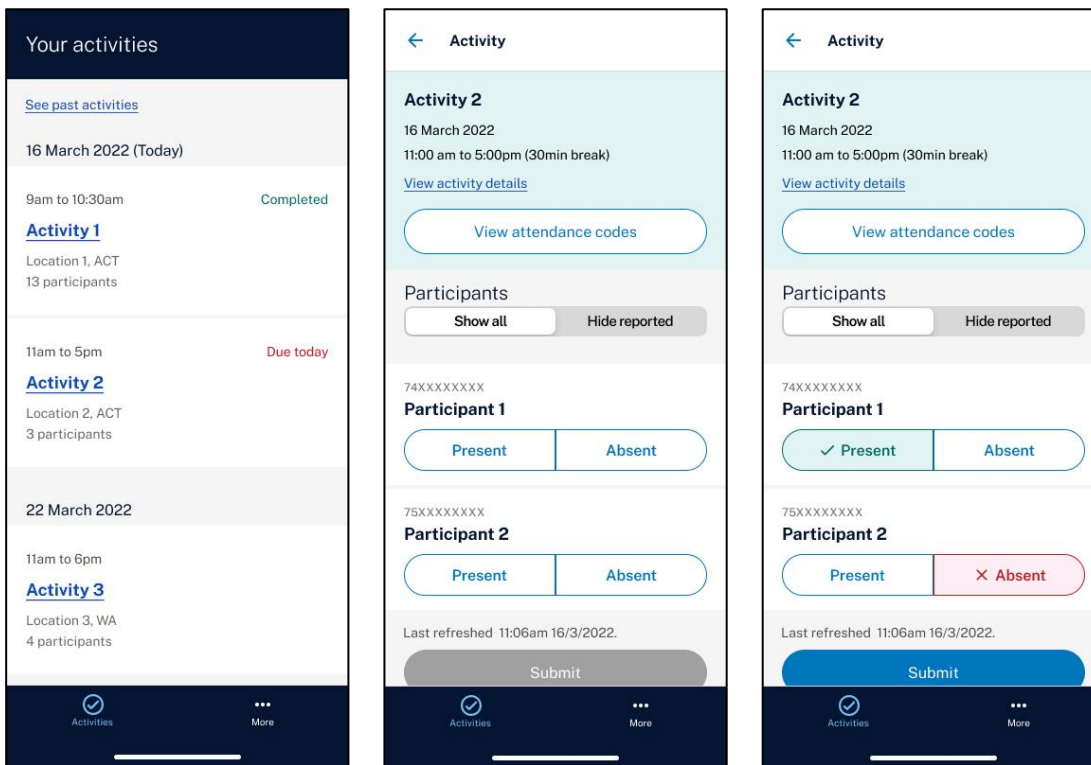 Your activities
See past activities
16 March 2022 (Today)
9am to 10:30am Completed
Activity 1
Location 1, ACT
13 participants
11am to 5pm Due today
Activity 2
Location 2, ACT
3 participants
22 March 2022
11am to 6pm
Activity 3
Location 3, WA
4 participants
Activities More
Activity
Activity 2
16 March 2022
11:00 am to 5:00pm (30min break)
View activity details
View attendance codes
Participants
Show all Hide reported
74XXXXXXXX
Participant 1
Present Absent
75XXXXXXXX
Participant 2
Present Absent
Last refreshed 11:06am 16/3/2022.
Submit
Activities More
Activity
Activity 2
16 March 2022
11:00 am to 5:00pm (30min break)
View activity details
View attendance codes
Participants
Show all Hide reported
74XXXXXXXX
Participant 1
✓ Present Absent
75XXXXXXXX
Participant 2
Present X Absent
Last refreshed 11:06am 16/3/2022.
Submit
Activities More